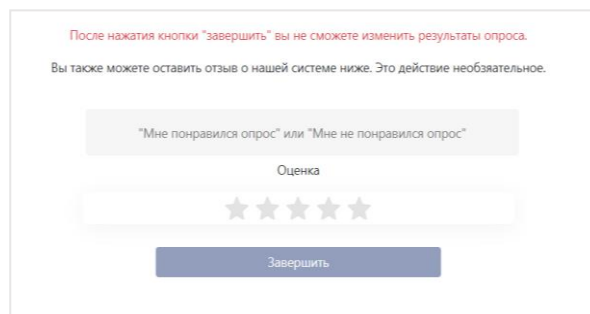 После нажатия кнопки "завершить" вы не сможете изменить результаты опроса.
Вы также можете оставить отзыв о нашей системе ниже. Это действие необзяательное.
"Мне понравился опрос" или "Мне не понравился опрос"
Оценка
Завершить